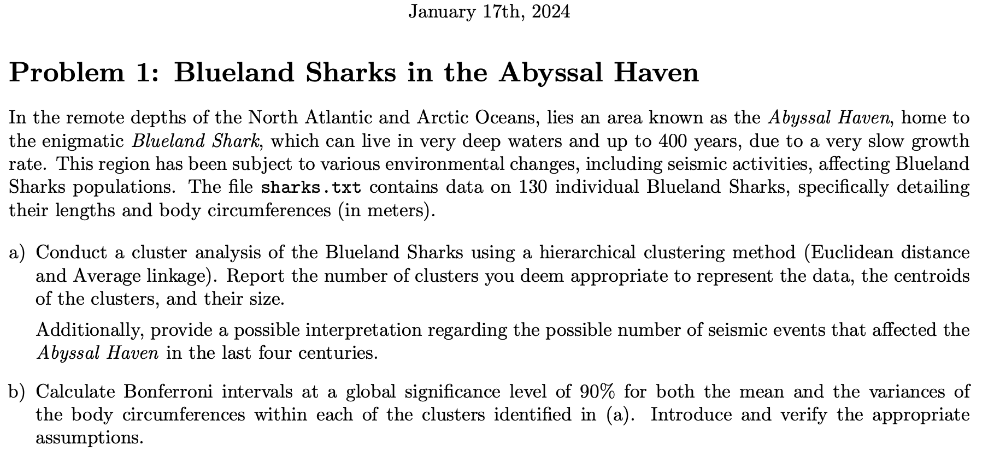 January 17th, 2024
Problem 1: Blueland Sharks in the Abyssal Haven
In the remote depths of the North Atlantic and Arctic Oceans, lies an area known as the Abyssal Haven, home to
the enigmatic Blueland Shark, which can live in very deep waters and up to 400 years, due to a very slow growth
rate. This region has been subject to various environmental changes, including seismic activities, affecting Blueland
Sharks populations. The file sharks.txt contains data on 130 individual Blueland Sharks, specifically detailing
their lengths and body circumferences (in meters).
a) Conduct a cluster analysis of the Blueland Sharks using a hierarchical clustering method (Euclidean distance
and Average linkage). Report the number of clusters you deem appropriate to represent the data, the centroids
of the clusters, and their size.
Additionally, provide a possible interpretation regarding the possible number of seismic events that affected the
Abyssal Haven in the last four centuries.
b) Calculate Bonferroni intervals at a global significance level of 90% for both the mean and the variances of
the body circumferences within each of the clusters identified in (a). Introduce and verify the appropriate
assumptions.